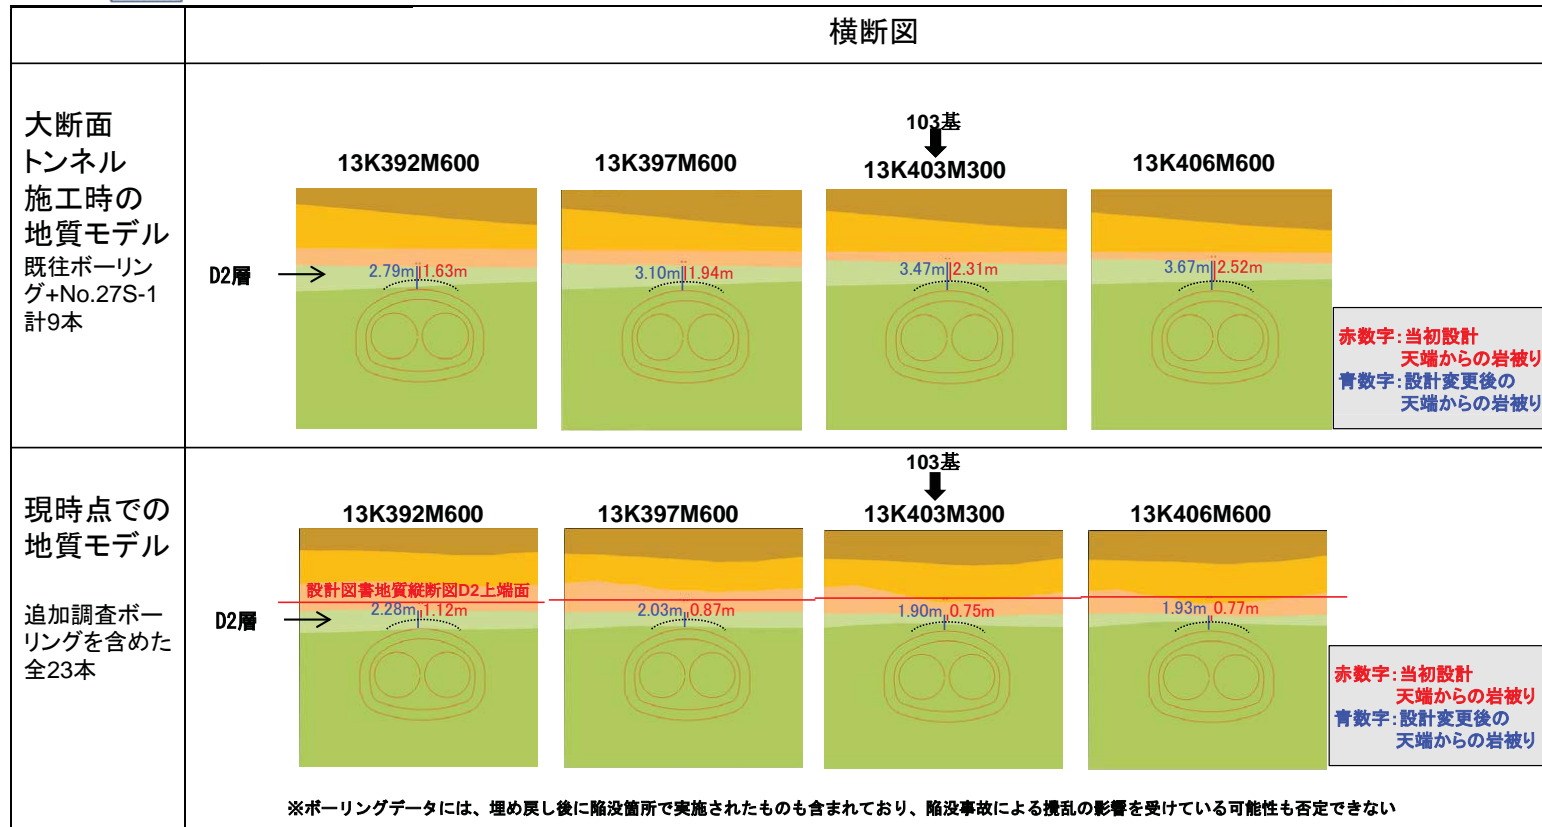 横断図
大断面
トンネル
施工時の
地質モデル
既往ボーリン
グ+No.27S-1
計9本
103基
13K392M600
13K397M600
13K403M300
13K406M600
D2層
2.79m 1.63m
3.10m 1.94m
3.47m 2.31m
3.67m 2.52m
赤数字:当初設計
天端からの岩被り
青数字:設計変更後の
天端からの岩被り
現時点での
地質モデル
追加調査ボー
リングを含めた
全23本
103基
13K392M600
13K397M600
13K403M300
13K406M600
設計図書地質縦断図D2上端面
D2層
2.28m 1.12m
2.03m 0.87m
1.90m 0.75m
1.93m 0.77m
赤数字:当初設計
天端からの岩被り
青数字:設計変更後の
天端からの岩被り
※ボーリングデータには、埋め戻し後に陥没箇所で実施されたものも含まれており、陥没事故による攪乱の影響を受けている可能性も否定できない